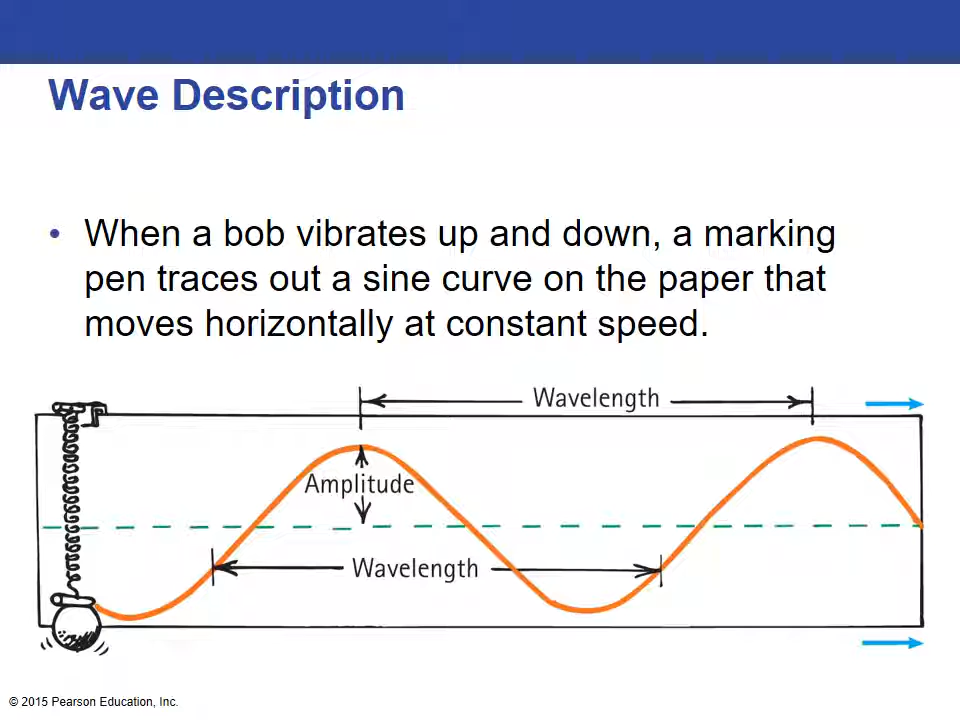 Wave Description
• When a bob vibrates up and down, a marking
pen traces out a sine curve on the paper that
moves horizontally at constant speed.
Wavelength
Amplitude
Wavelength
© 2015 Pearson Education, Inc.